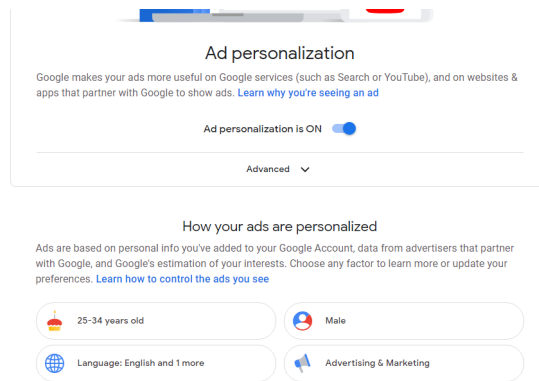 Ad personalization
Google makes your ads more useful on Google services (such as Search or YouTube), and on websites &
apps that partner with Google to show ads. Learn why you're seeing an ad
Ad personalization is ON
Advanced
How your ads are personalized
Ads are based on personal info you've added to your Google Account, data from advertisers that partner
with Google, and Google's estimation of your interests. Choose any factor to learn more or update your
preferences. Learn how to control the ads you see
25-34 years old
Male
Language: English and 1 more
Advertising & Marketing